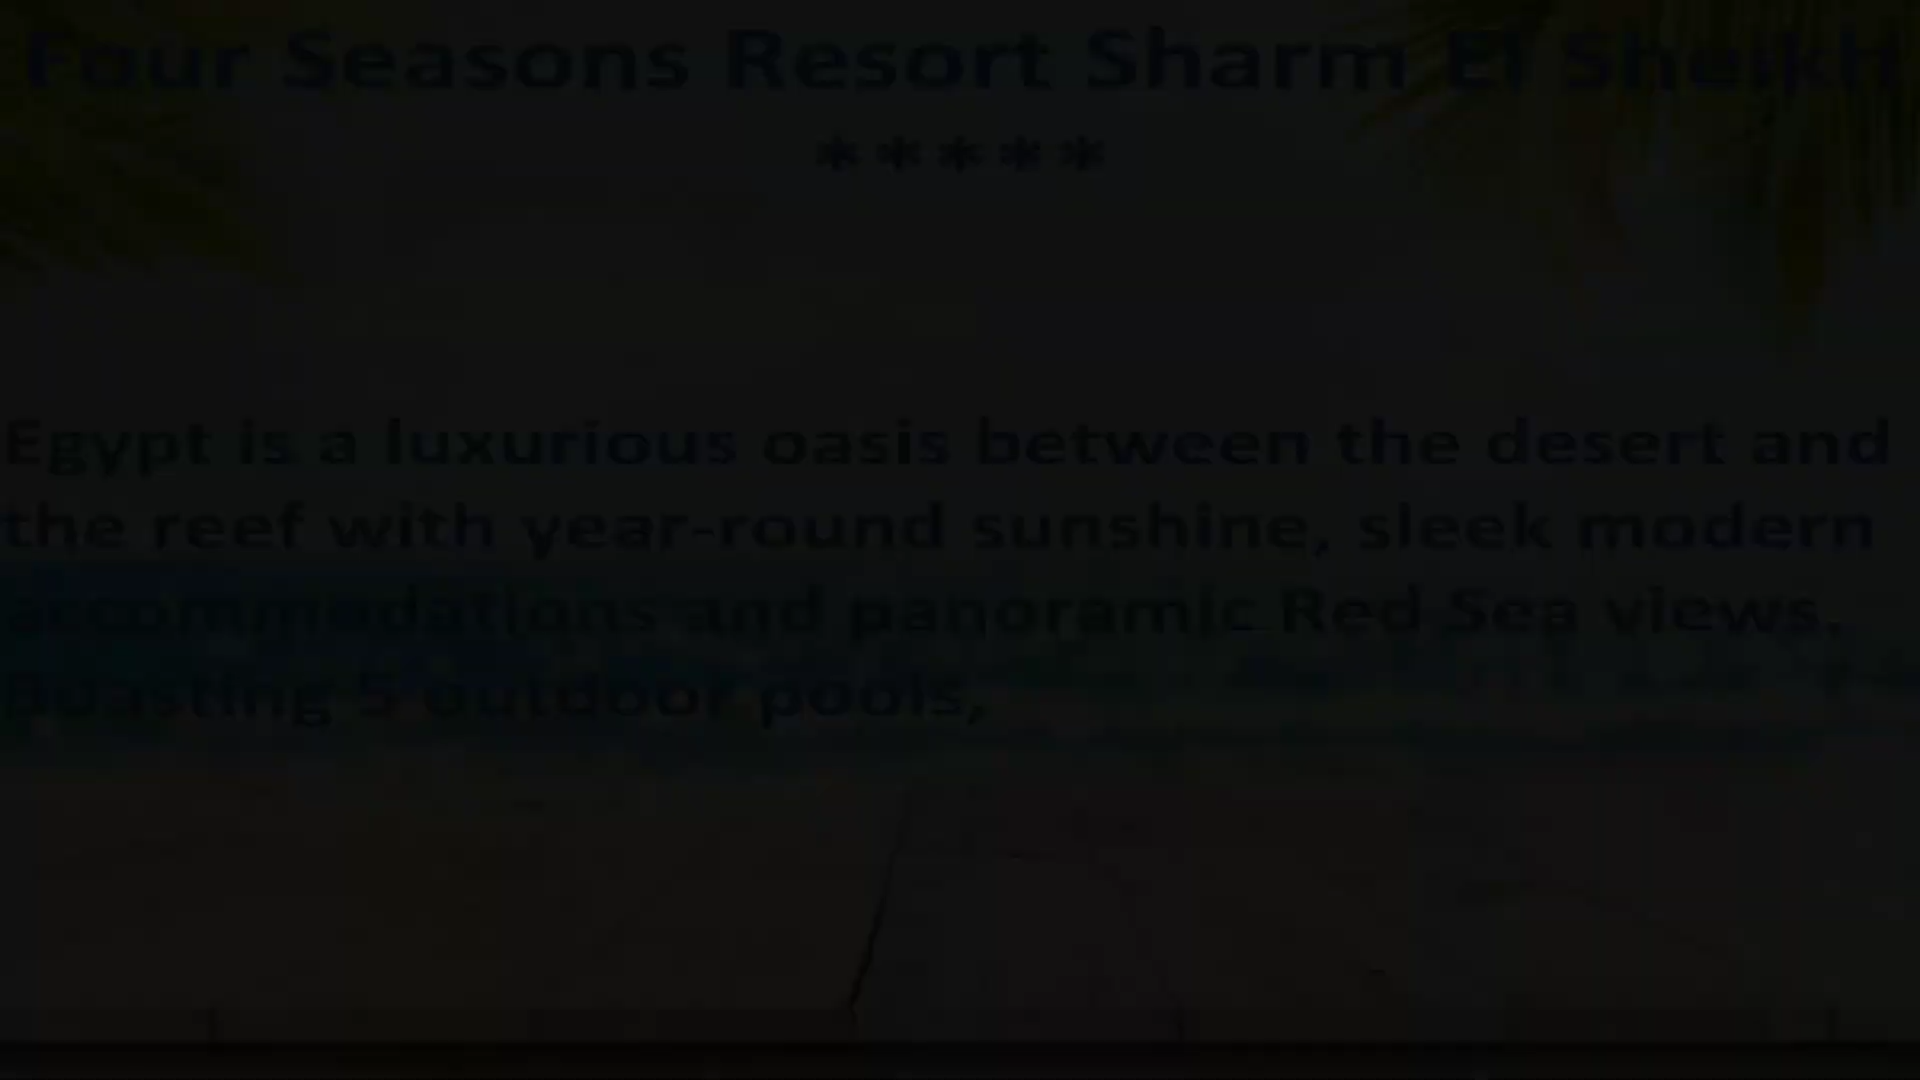 Four Seasons Resort Sharm El Sheikh
*****
Egypt is a luxurious oasis between the desert and
the reef with year-round sunshine, sleek modern
accommodations and panoramic Red Sea views.
Boasting 5 outdoor pools,